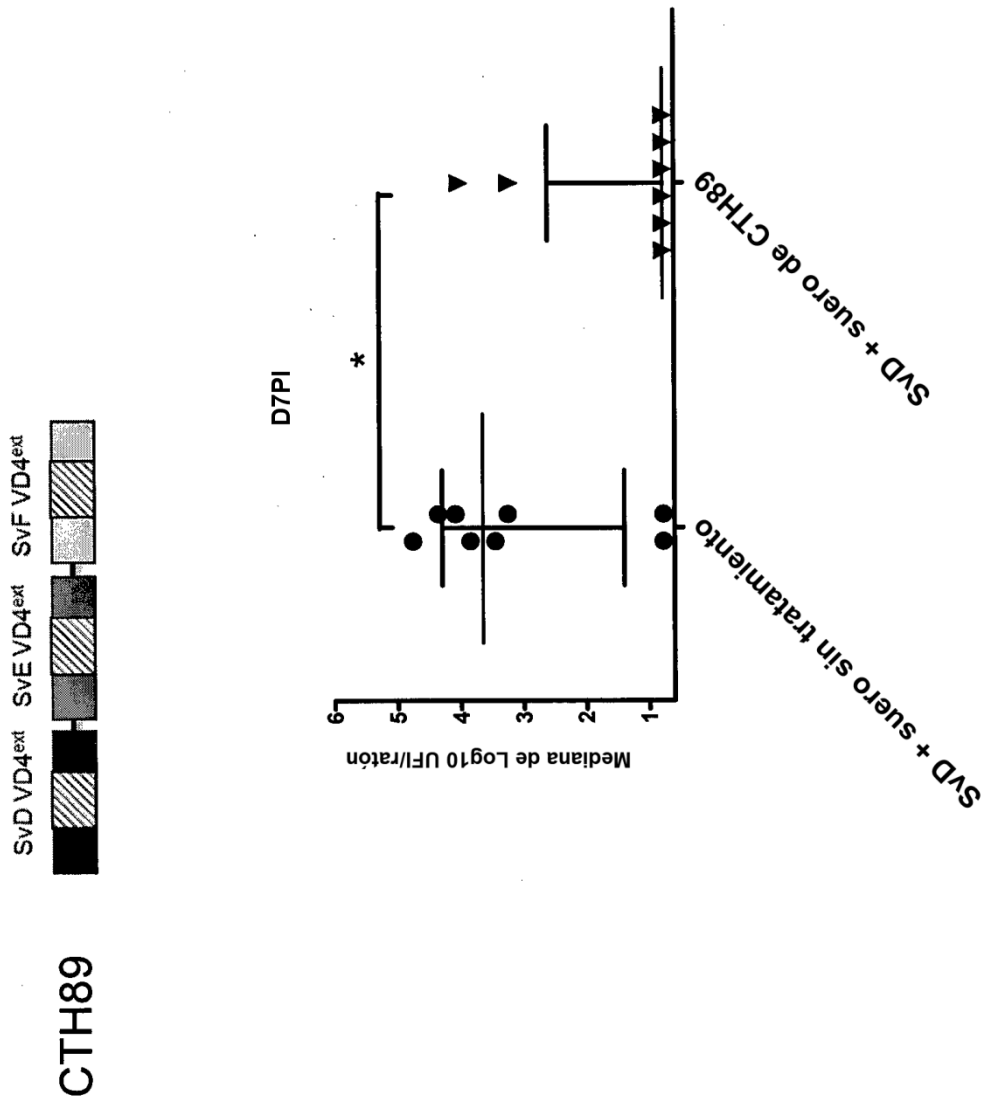 CTH89
SvD VD4ext SvE VD4ext SvF VD4ext
D7PI
*
Mediana de Log10 UFI/ratón
6
5
4
3
2
1
SvD + suero sin tratamiento
SvD + suero de CTH89